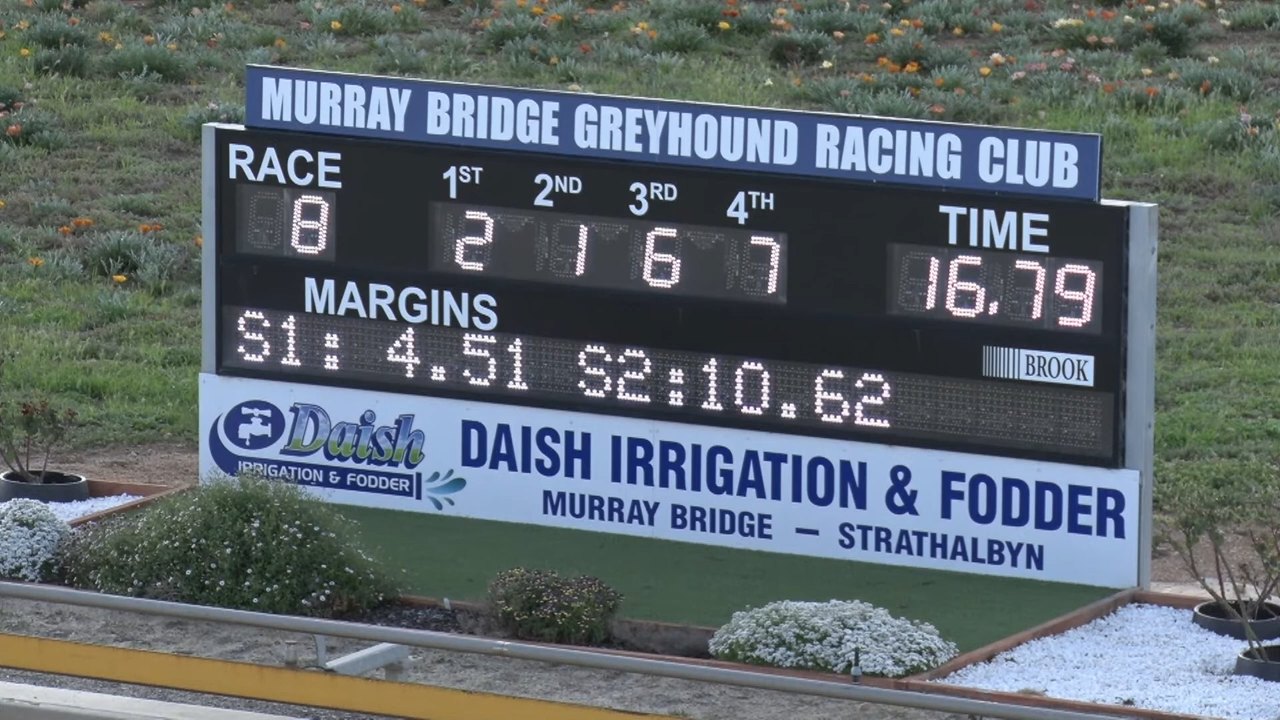 MURRAY BRIDGE GREYHOUND RACING CLUB
RACE 1ST 2ND 3RD 4TH TIME
8 2 1 6 7 16.79
MARGINS
S1: 4.51 S2:10.62
BROOK
Daish
IRRIGATION & FODDER
DAISH IRRIGATION & FODDER
MURRAY BRIDGE – STRATHALBYN